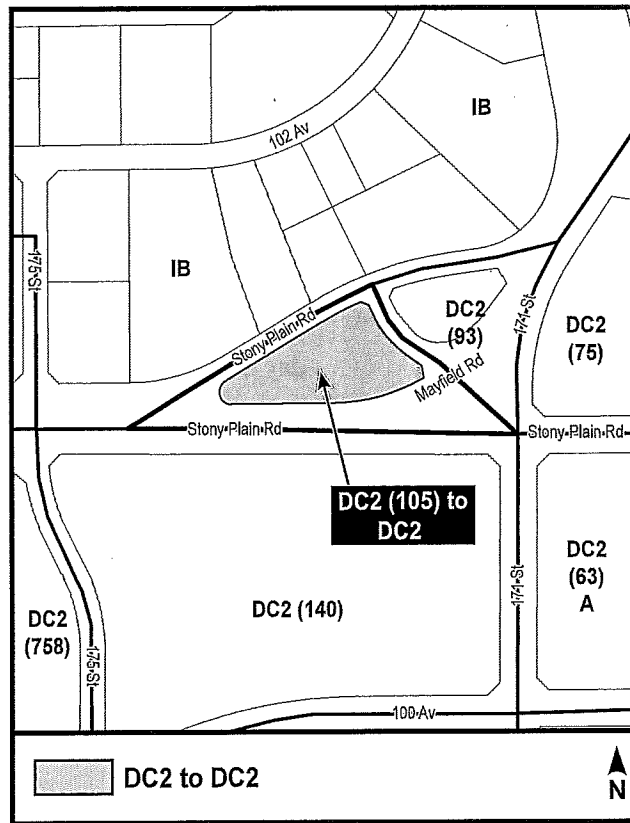 IB
102 Av
IB
175 St
Stony Plain Rd
DC2
(93)
171 St
DC2
(75)
Mayfield Rd
Stony Plain Rd
Stony Plain Rd
DC2 (105) to
DC2
DC2
(63)
A
171 St
DC2 (140)
DC2
(758)
175 St
100 Av
DC2 to DC2
N